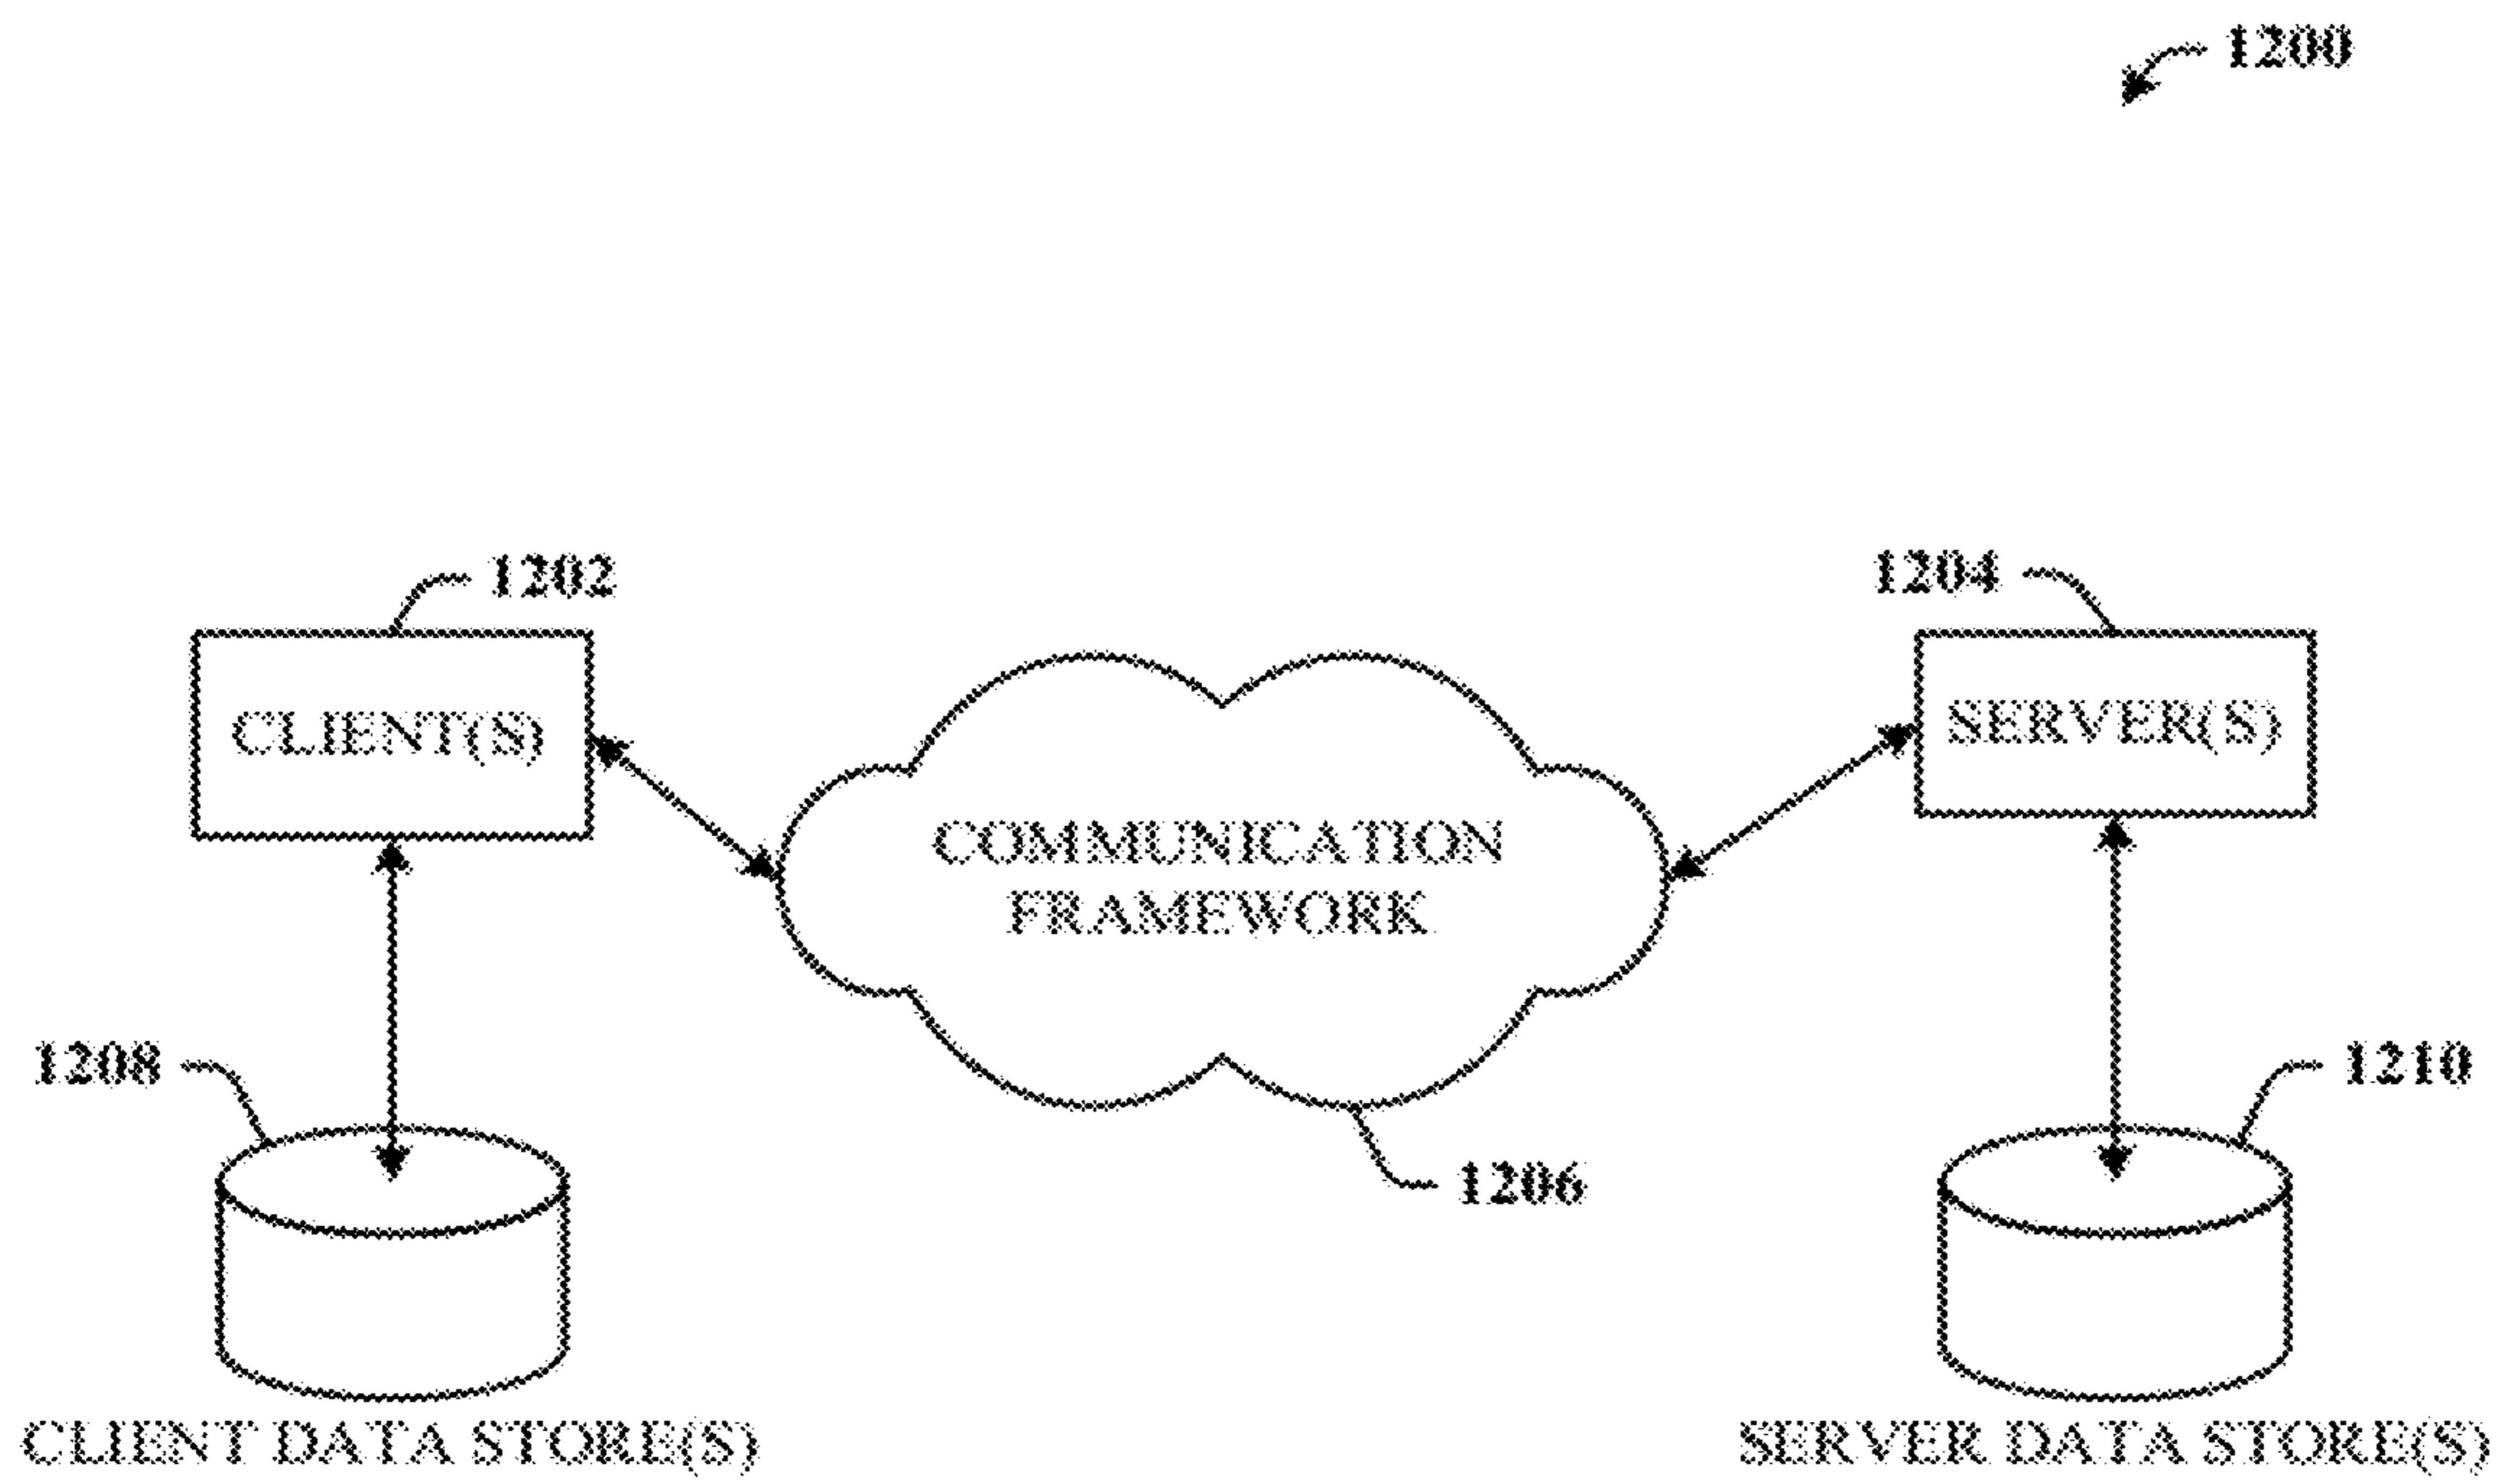 1200
1202
1204
CLIENT(S)
SERVER(S)
COMMUNICATION
FRAMEWORK
1208
1210
1206
CLIENT DATA STORE(S)
SERVER DATA STORE(S)